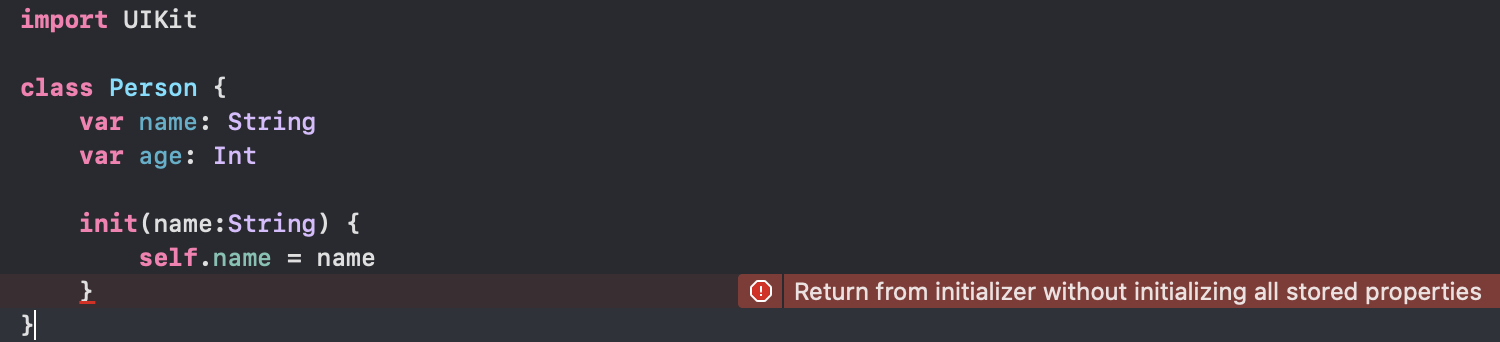 import UIKit
class Person {
    var name: String
    var age: Int
    init(name:String) {
        self.name = name
    } Return from initializer without initializing all stored properties
}